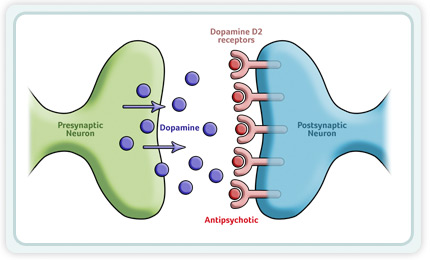 Dopamine D2
receptors
Presynaptic
Neuron
Dopamine
Postsynaptic
Neuron
Antipsychotic